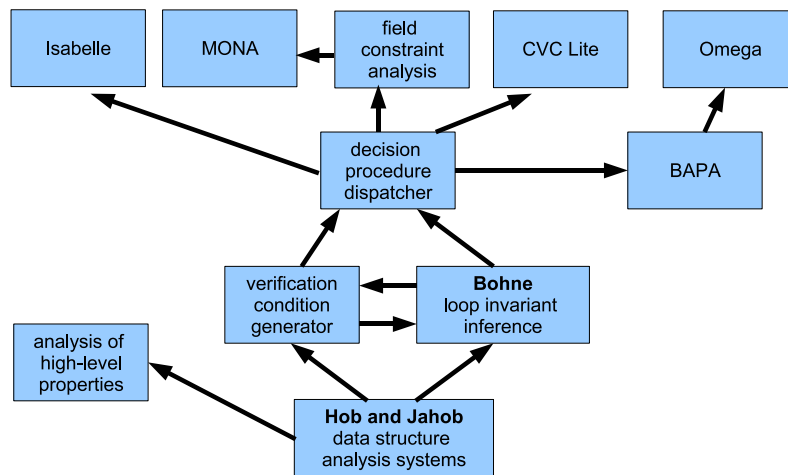 Isabelle
MONA
field
constraint
analysis
CVC Lite
Omega
decision
procedure
dispatcher
BAPA
verification
condition
generator
Bohne
loop invariant
inference
analysis of
high-level
properties
Hob and Jahob
data structure
analysis systems